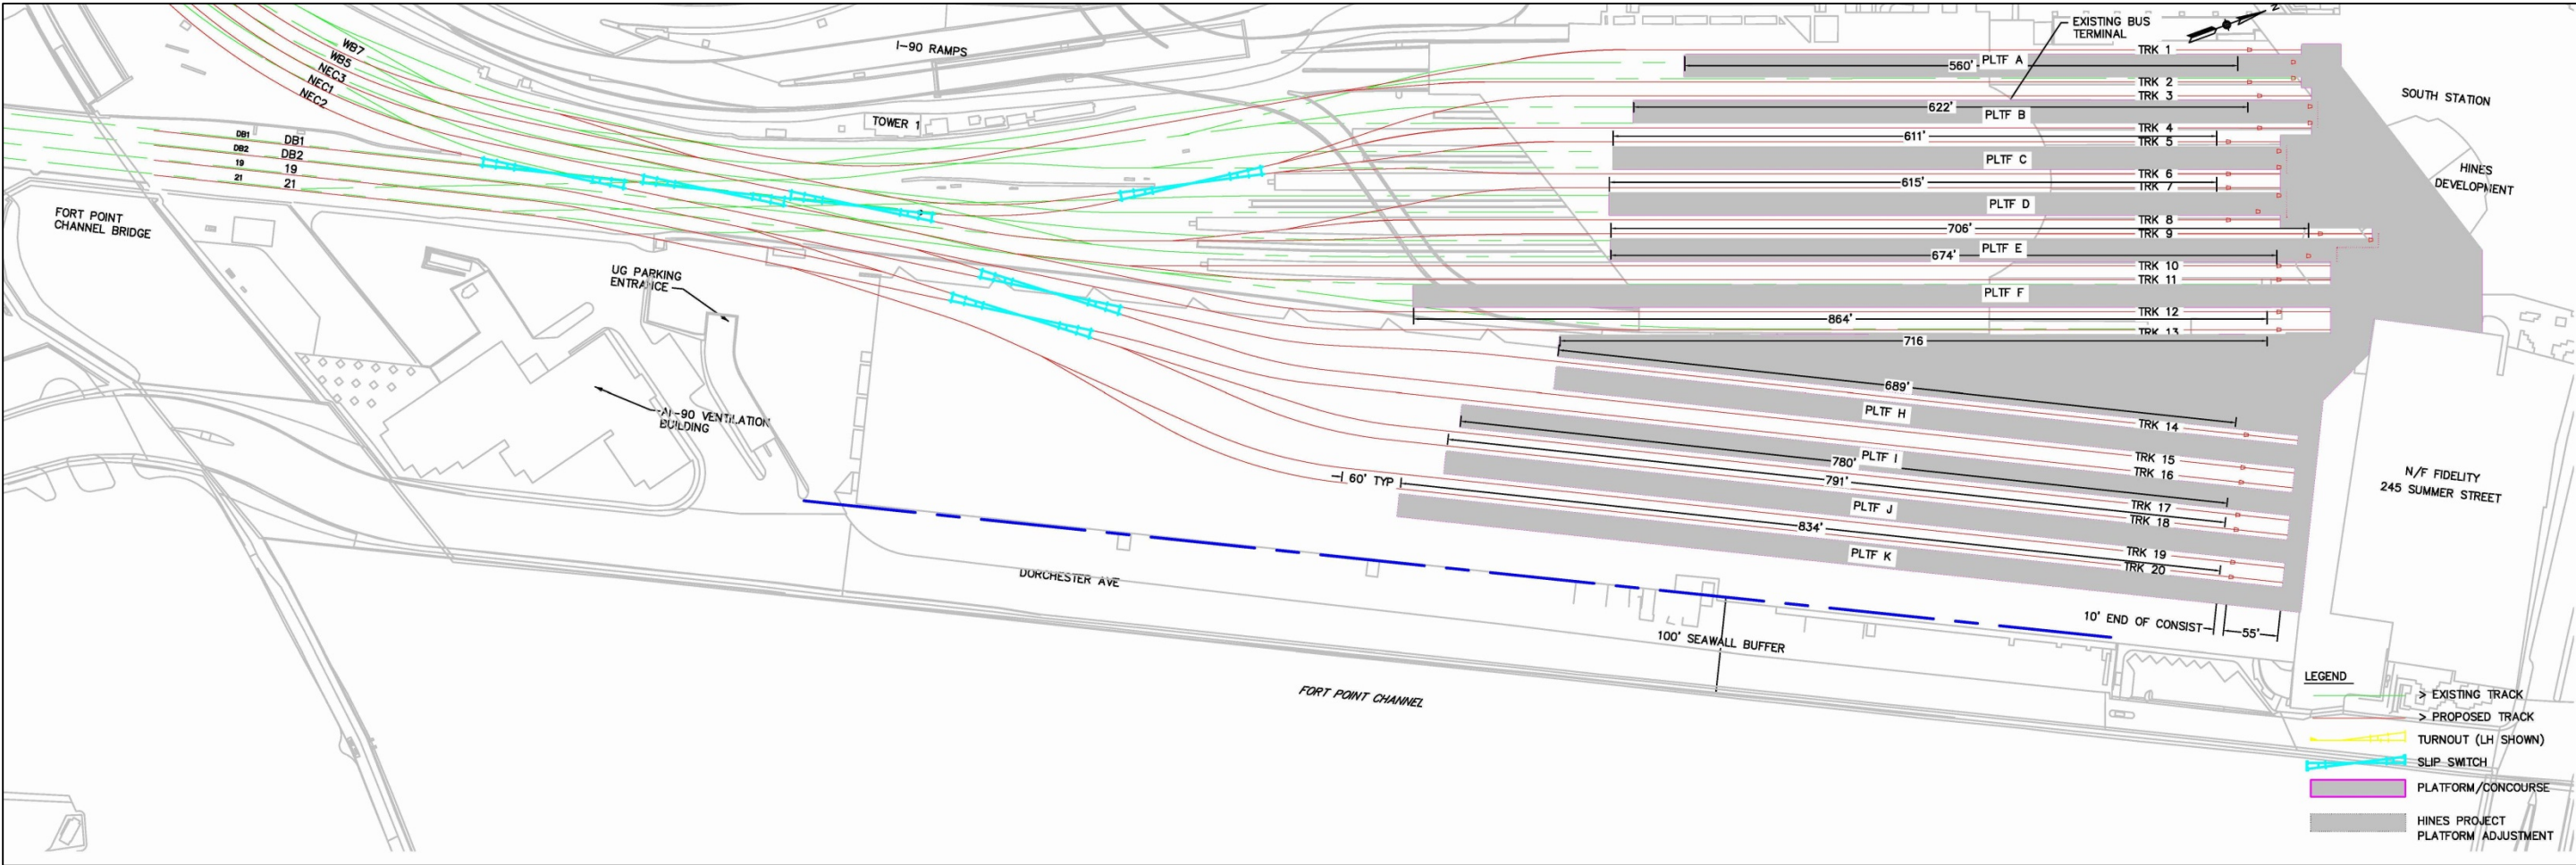 WB7
WB5
NEC3
NEC1
NEC2
I-90 RAMPS
TOWER 1
EXISTING BUS
TERMINAL
SOUTH STATION
HINES
DEVELOPMENT
DB1
DB2
19
21
DB1
DB2
19
21
FORT POINT
CHANNEL BRIDGE
UG PARKING
ENTRANCE
I-90 VENTILATION
BUILDING
TRK 1
560'
PLTF A
TRK 2
TRK 3
622'
PLTF B
TRK 4
611'
TRK 5
PLTF C
TRK 6
615'
TRK 7
PLTF D
TRK 8
706'
TRK 9
PLTF E
674'
TRK 10
TRK 11
PLTF F
TRK 12
864'
TRK 13
716
689'
PLTF H
TRK 14
TRK 15
PLTF I
780'
TRK 16
791'
TRK 17
PLTF J
TRK 18
60' TYP
834'
TRK 19
PLTF K
TRK 20
N/F FIDELITY
245 SUMMER STREET
DORCHESTER AVE
10' END OF CONSIST
55'
100' SEAWALL BUFFER
FORT POINT CHANNEL
LEGEND
> EXISTING TRACK
> PROPOSED TRACK
TURNOUT (LH SHOWN)
SLIP SWITCH
PLATFORM/CONCOURSE
HINES PROJECT
PLATFORM ADJUSTMENT